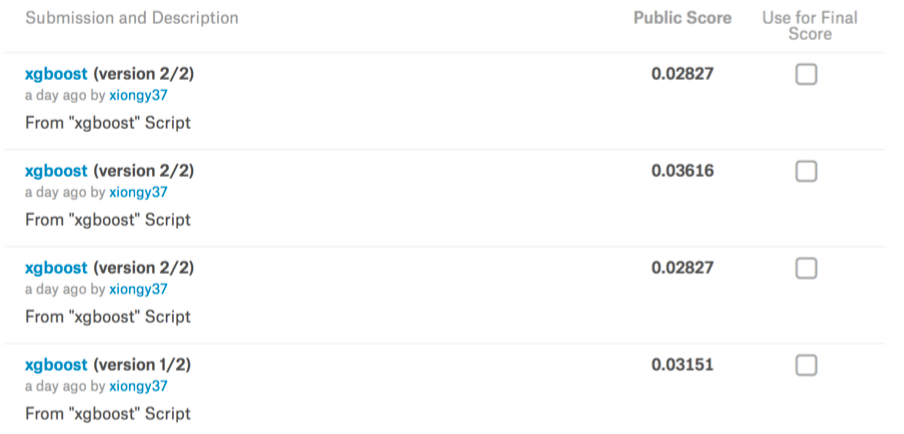 Submission and Description Public Score Use for Final
Score
xgboost (version 2/2) 0.02827
a day ago by xiongy37
From "xgboost" Script
xgboost (version 2/2) 0.03616
a day ago by xiongy37
From "xgboost" Script
xgboost (version 2/2) 0.02827
a day ago by xiongy37
From "xgboost" Script
xgboost (version 1/2) 0.03151
a day ago by xiongy37
From "xgboost" Script